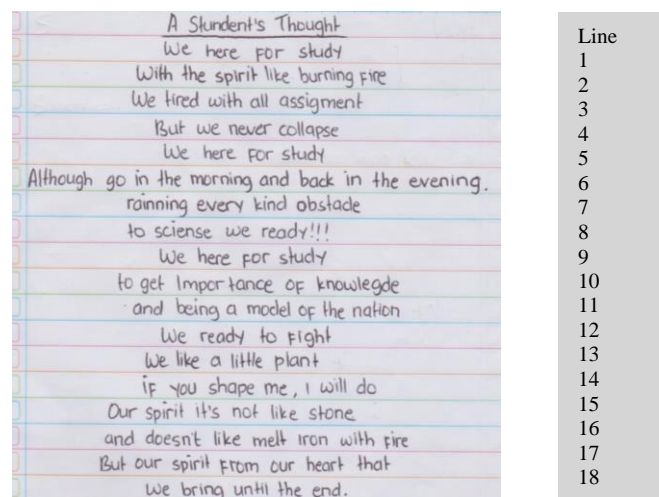 A Stundent's Thought
We here for study
With the spirit like burning fire
We tired with all assigment
But we never collapse
We here for study
Although go in the morning and back in the evening.
rainning every kind obstade
to sciense we ready!!!
We here for study
to get Importance of knowlegde
and being a model of the nation
We ready to fight
We like a little plant
if you shape me, I will do
Our spirit it's not like stone
and doesn't like melt iron with fire
But our spirit from our heart that
we bring until the end.
Line
1
2
3
4
5
6
7
8
9
10
11
12
13
14
15
16
17
18